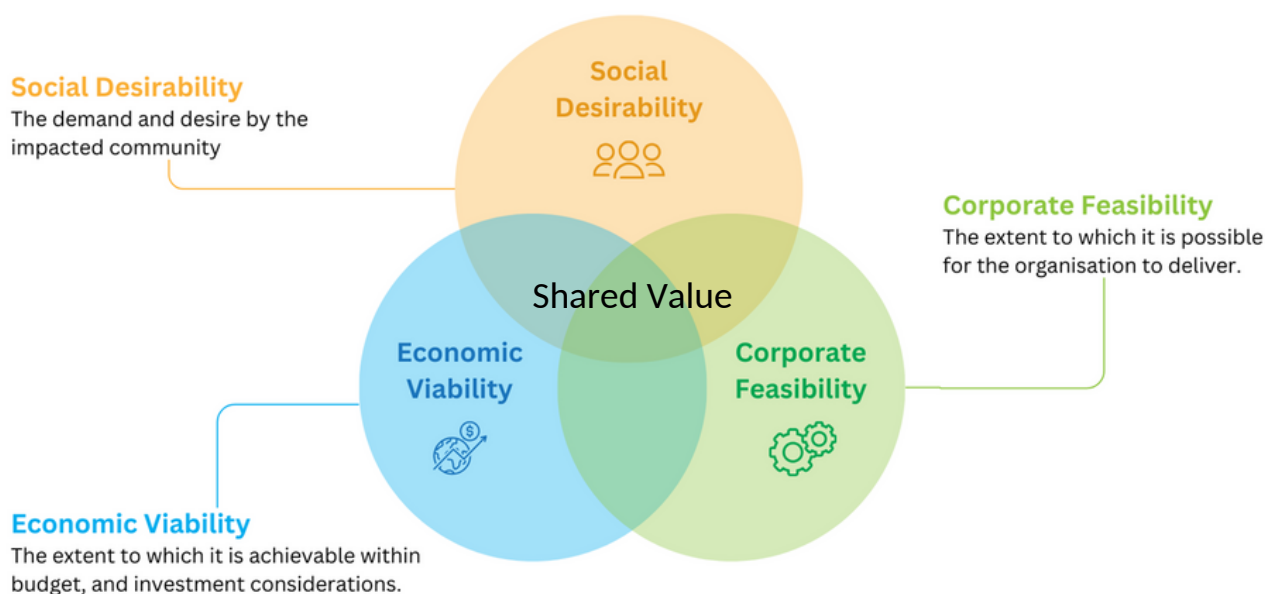 Social
Desirability
Social Desirability
The demand and desire by the
impacted community
Corporate Feasibility
The extent to which it is possible
for the organisation to deliver.
Shared Value
Economic
Viability
Corporate
Feasibility
$
Economic Viability
The extent to which it is achievable within
budget, and investment considerations.